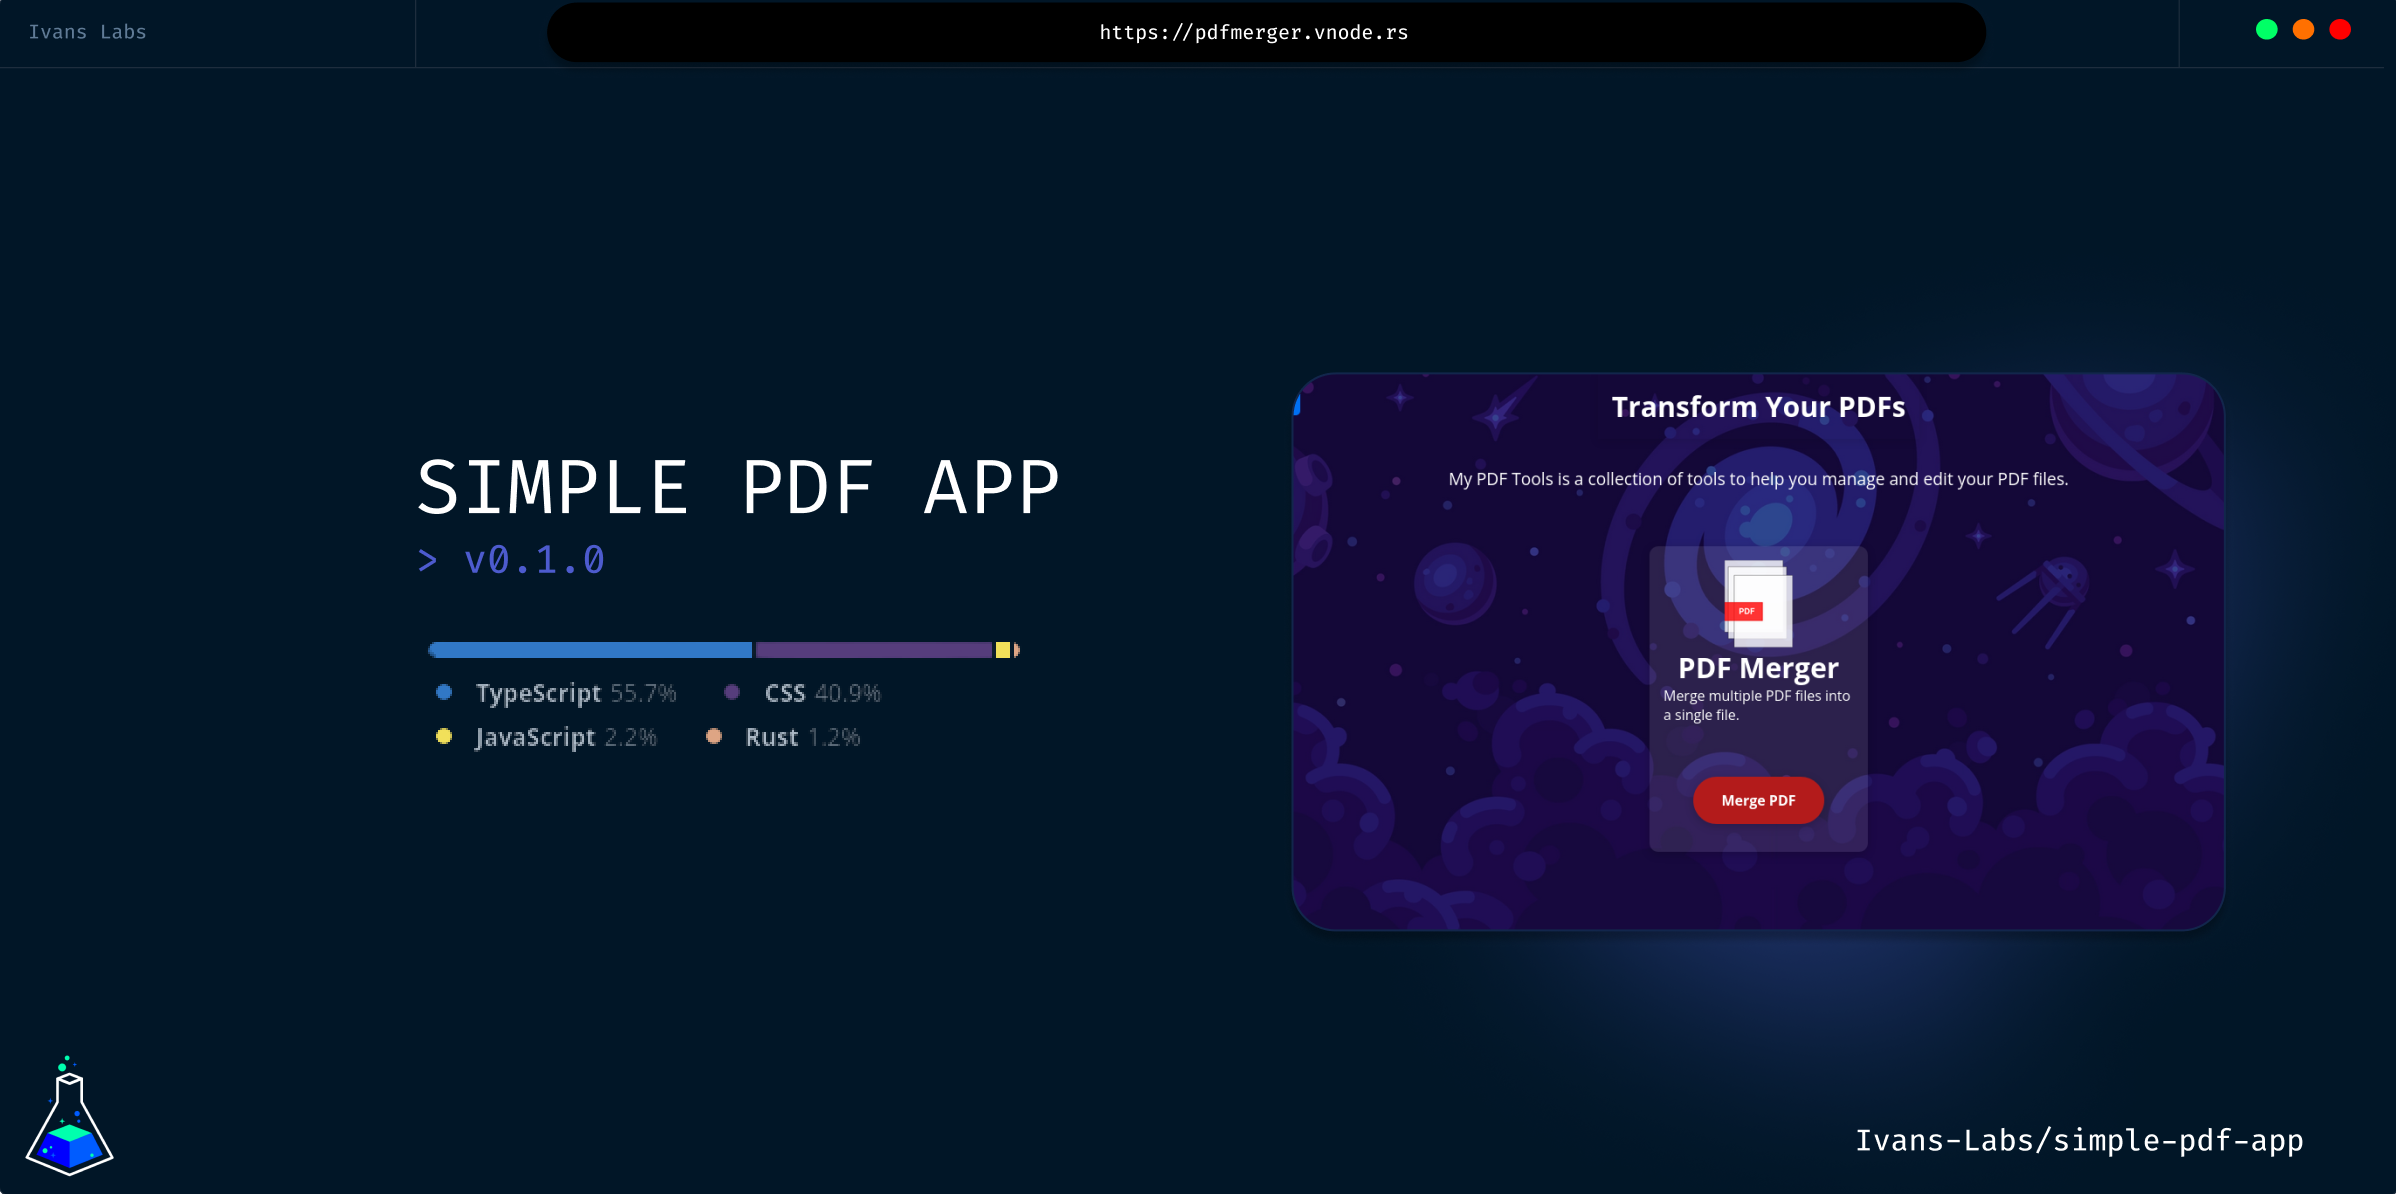 Ivans Labs
https://pdfmerger.vnode.rs
SIMPLE PDF APP
> v0.1.0
TypeScript 55.7% CSS 40.9%
JavaScript 2.2% Rust 1.2%
Transform Your PDFs
My PDF Tools is a collection of tools to help you manage and edit your PDF files.
PDF
PDF Merger
Merge multiple PDF files into
a single file.
Merge PDF
Ivans-Labs/simple-pdf-app